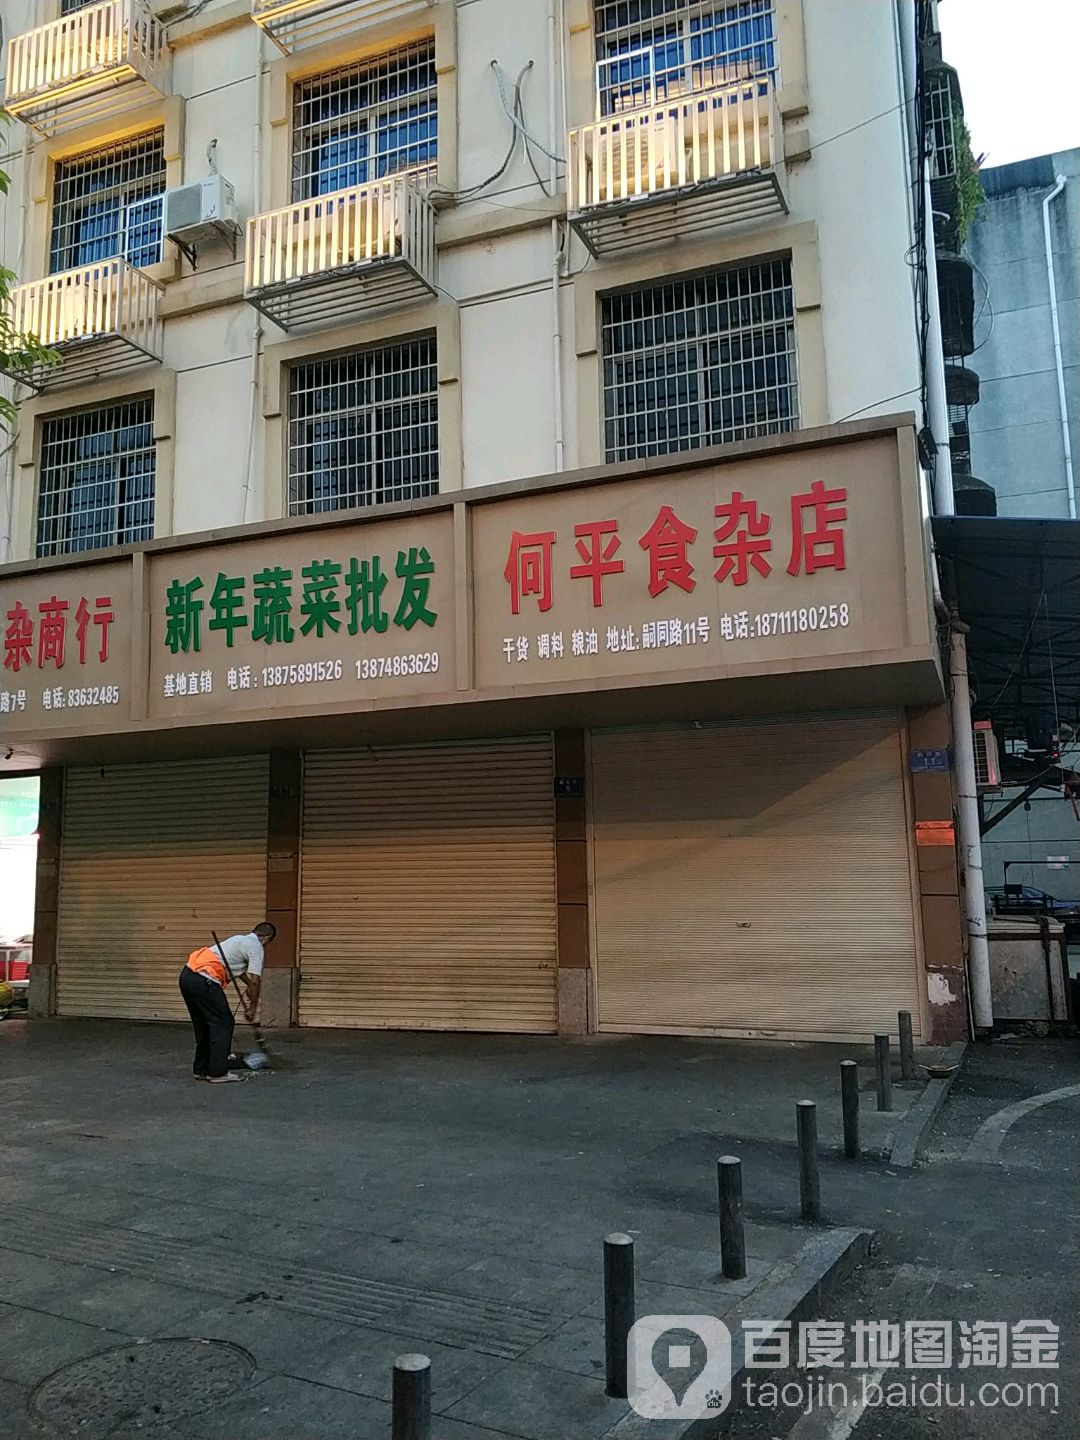 杂商行
路7号 电话:83632485
新年蔬菜批发
基地直销 电话:13875891526 13874863629
何平食杂店
干货 调料 粮油 地址:嗣同路11号 电话:18711180258
11
9
百度地图淘金
taojin.baidu.com